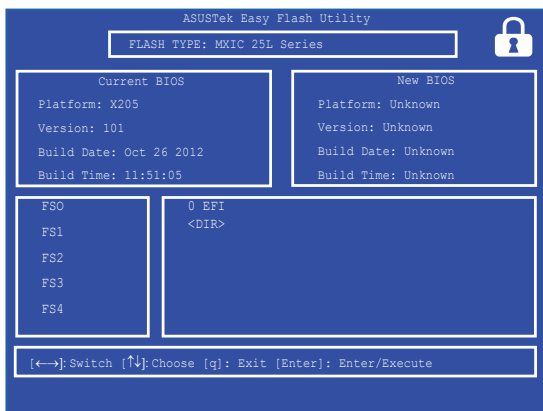 ASUSTek Easy Flash Utility
FLASH TYPE: MXIC 25L Series
Current BIOS
Platform: X205
Version: 101
Build Date: Oct 26 2012
Build Time: 11:51:05
New BIOS
Platform: Unknown
Version: Unknown
Build Date: Unknown
Build Time: Unknown
FSO
FS1
FS2
FS3
FS4
0 EFI
<DIR>
[←→]: Switch [↑↓]: Choose [q]: Exit [Enter]: Enter/Execute